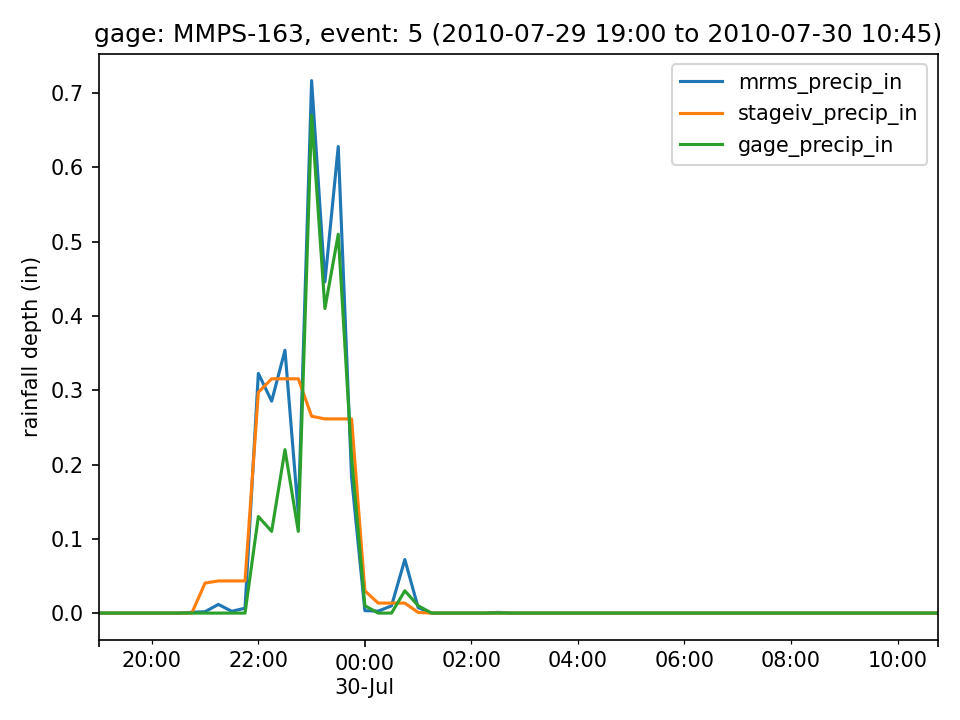 gage: MMPS-163, event: 5 (2010-07-29 19:00 to 2010-07-30 10:45)
mrms_precip_in
stageiv_precip_in
gage_precip_in
rainfall depth (in)
0.7
0.6
0.5
0.4
0.3
0.2
0.1
0.0
20:00 22:00 00:00 02:00 04:00 06:00 08:00 10:00
30-Jul